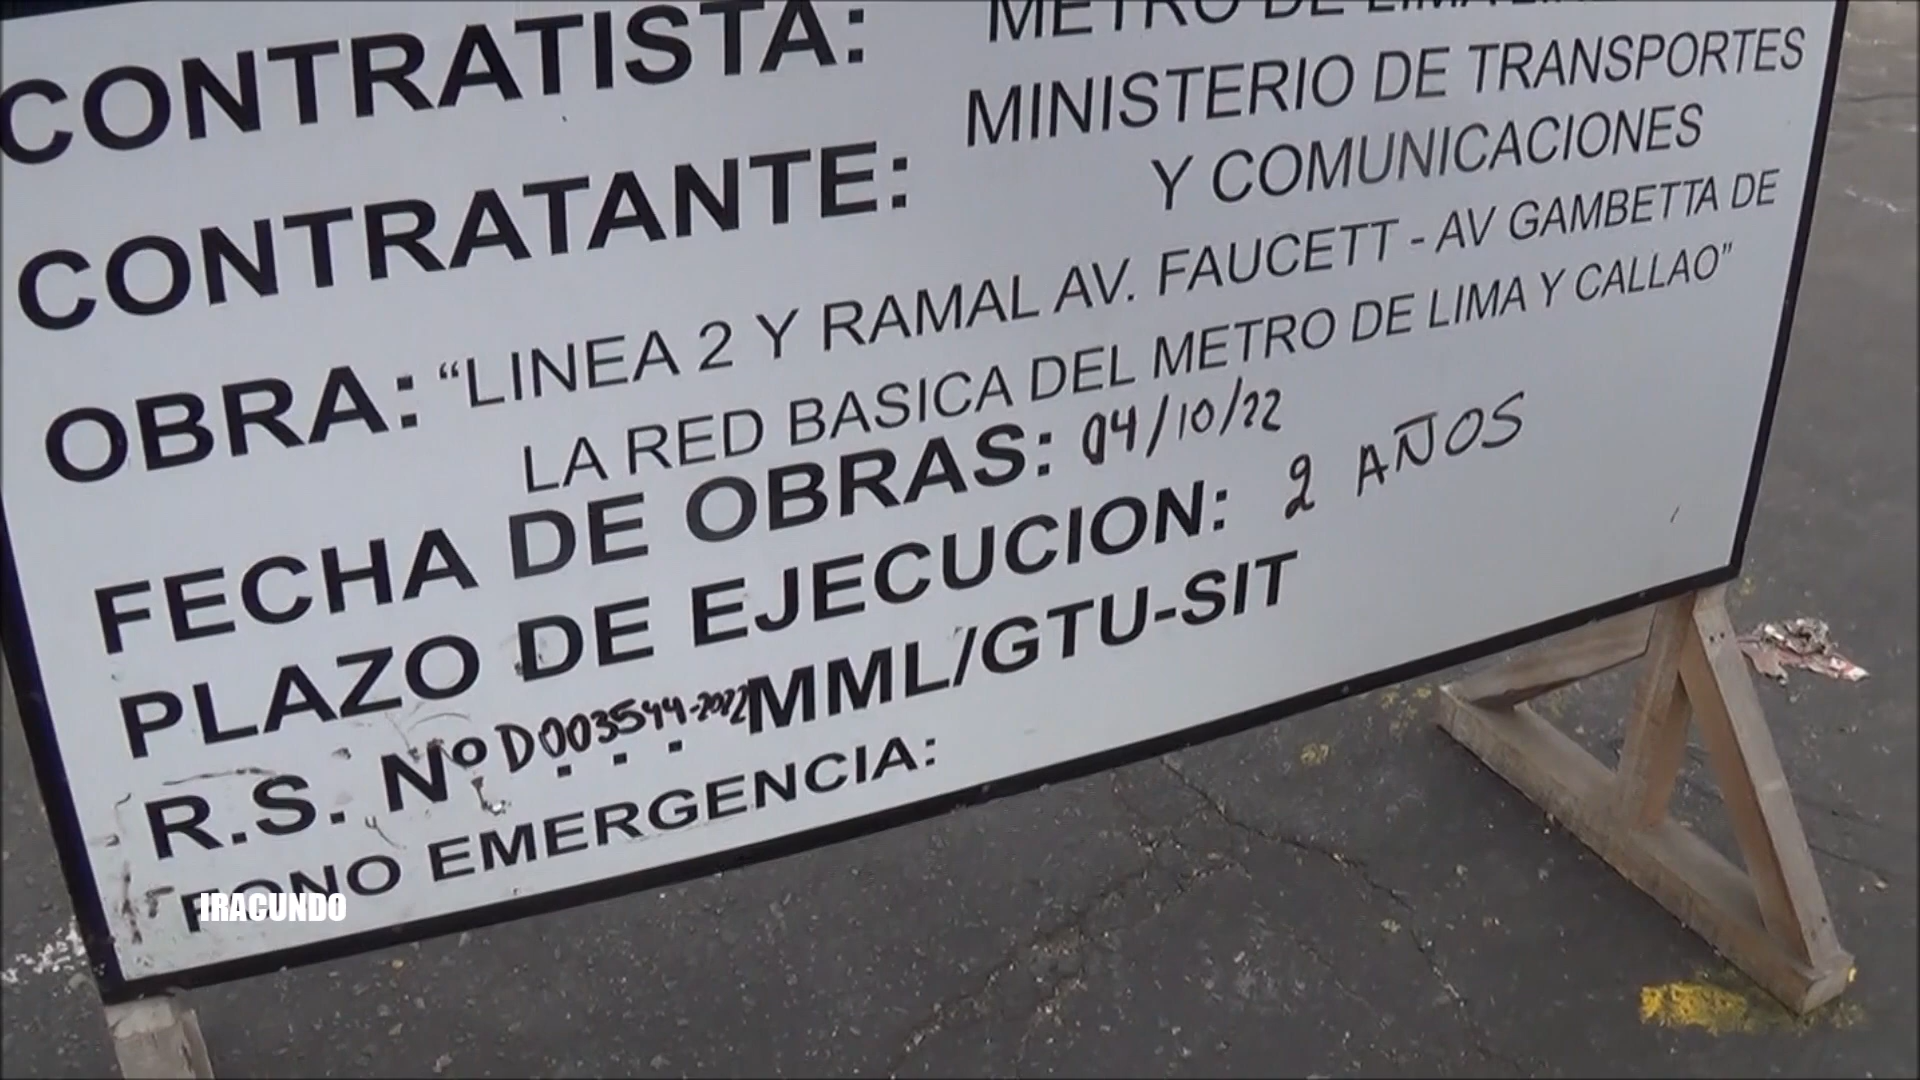 CONTRATISTA: METRO DE LIMA
CONTRATANTE: MINISTERIO DE TRANSPORTES
Y COMUNICACIONES
OBRA: “LINEA 2 Y RAMAL AV. FAUCETT - AV GAMBETTA DE
LA RED BASICA DEL METRO DE LIMA Y CALLAO”
FECHA DE OBRAS: 04/10/22
PLAZO DE EJECUCION: 2 AÑOS
R.S. Nº D003544-2022 MML/GTU-SIT
FONO EMERGENCIA:
IRACUNDO